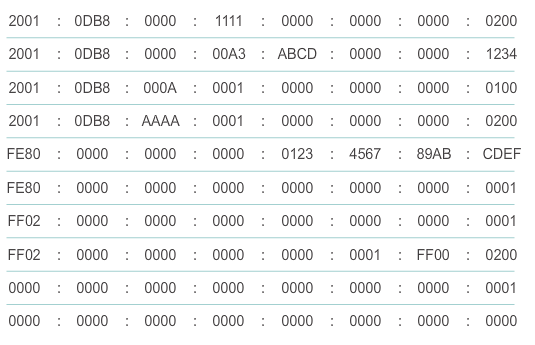 2001 : 0DB8 : 0000 : 1111 : 0000 : 0000 : 0000 : 0200
2001 : 0DB8 : 0000 : 00A3 : ABCD : 0000 : 0000 : 1234
2001 : 0DB8 : 000A : 0001 : 0000 : 0000 : 0000 : 0100
2001 : 0DB8 : AAAA : 0001 : 0000 : 0000 : 0000 : 0200
FE80 : 0000 : 0000 : 0000 : 0123 : 4567 : 89AB : CDEF
FE80 : 0000 : 0000 : 0000 : 0000 : 0000 : 0000 : 0001
FF02 : 0000 : 0000 : 0000 : 0000 : 0000 : 0000 : 0001
FF02 : 0000 : 0000 : 0000 : 0000 : 0001 : FF00 : 0200
0000 : 0000 : 0000 : 0000 : 0000 : 0000 : 0000 : 0001
0000 : 0000 : 0000 : 0000 : 0000 : 0000 : 0000 : 0000